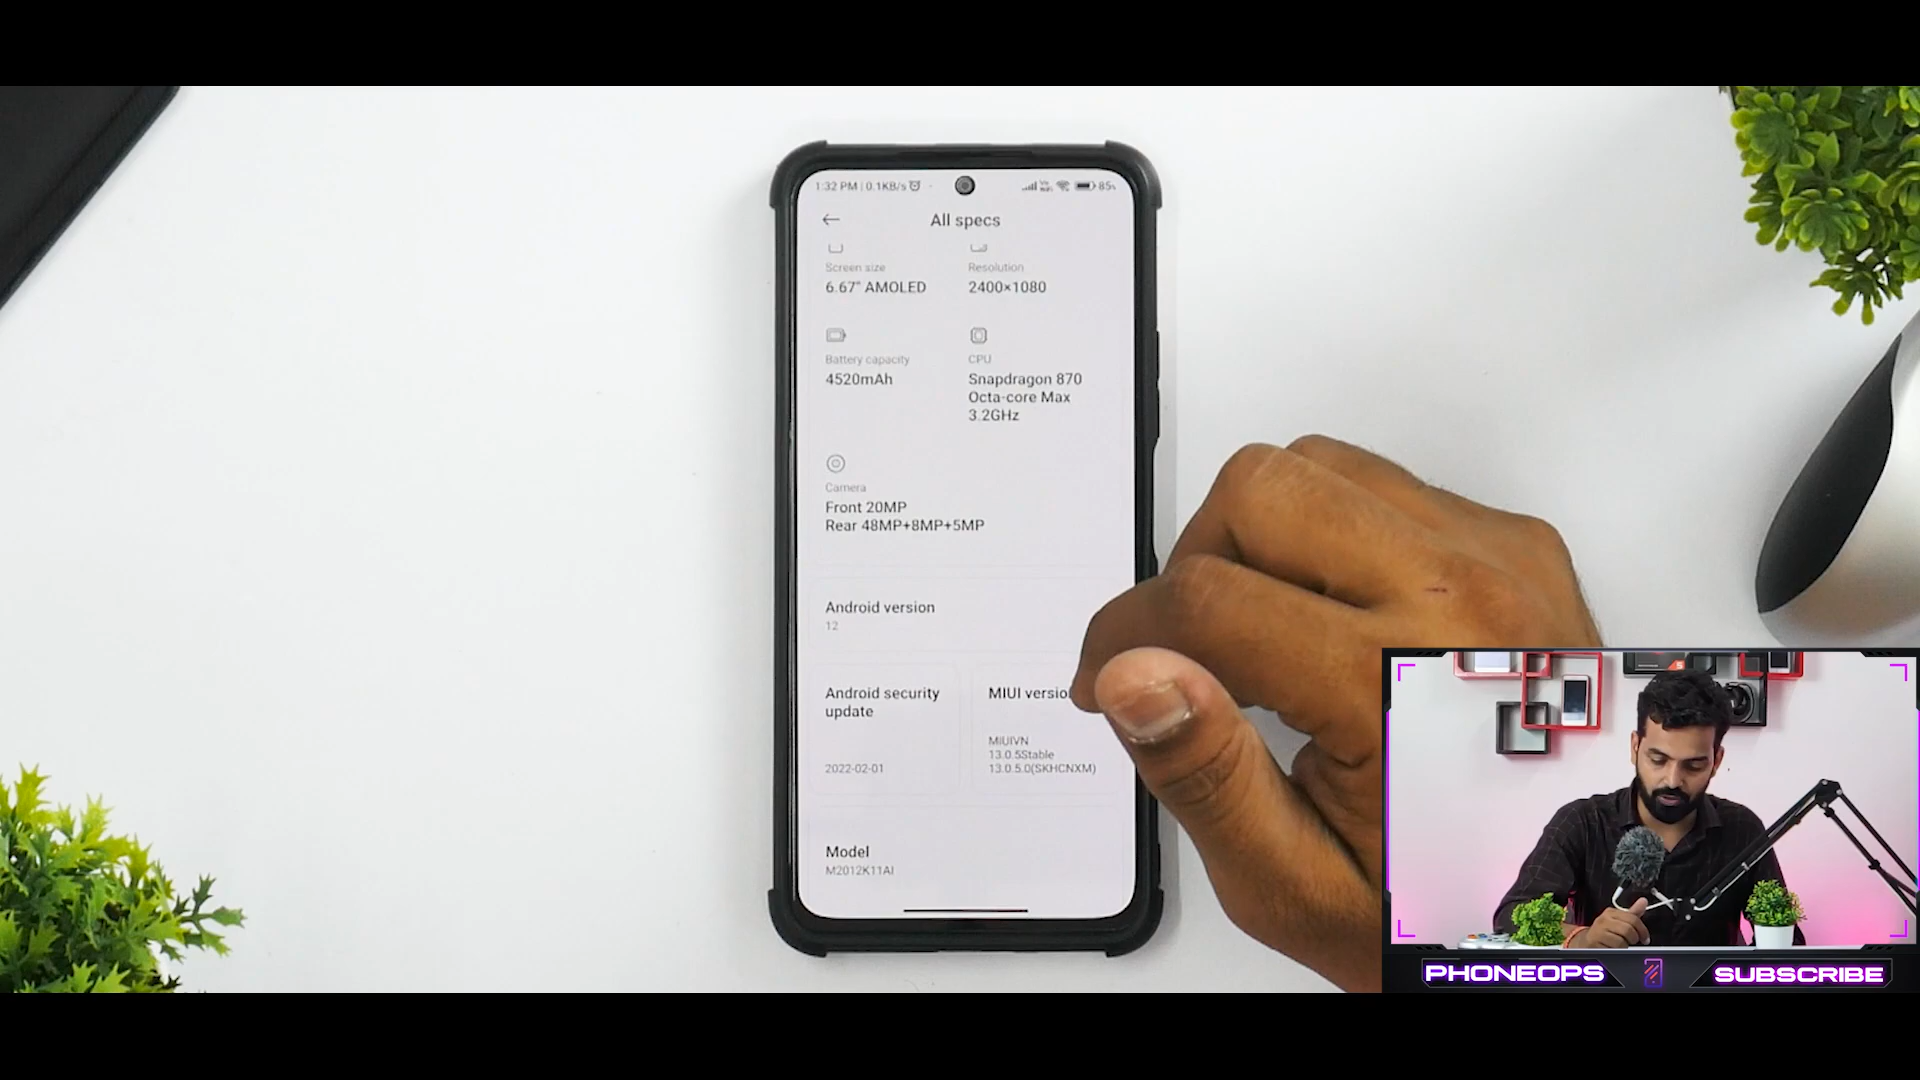 1:32 PM | 0.1KB/s
85%
All specs
Screen size
Resolution
6.67" AMOLED
2400×1080
Battery capacity
CPU
4520mAh
Snapdragon 870
Octa-core Max
3.2GHz
Camera
Front 20MP
Rear 48MP+8MP+5MP
Android version
12
Android security
update
MIUI versio
MIUIVN
13.0.5Stable
2022-02-01
13.0.5.0(SKHCNXM)
Model
M2012K11AI
PHONEOPS
SUBSCRIBE